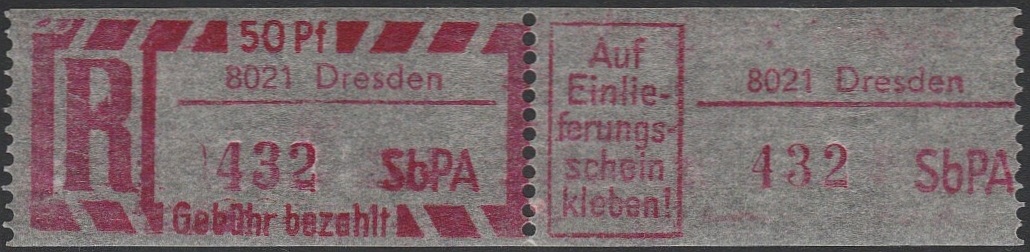 50 Pf
R
8021 Dresden
432
SbPA
Gebühr bezahlt
Auf
Einlie-
ferungs-
schein
kleben!
8021 Dresden
432
SbPA